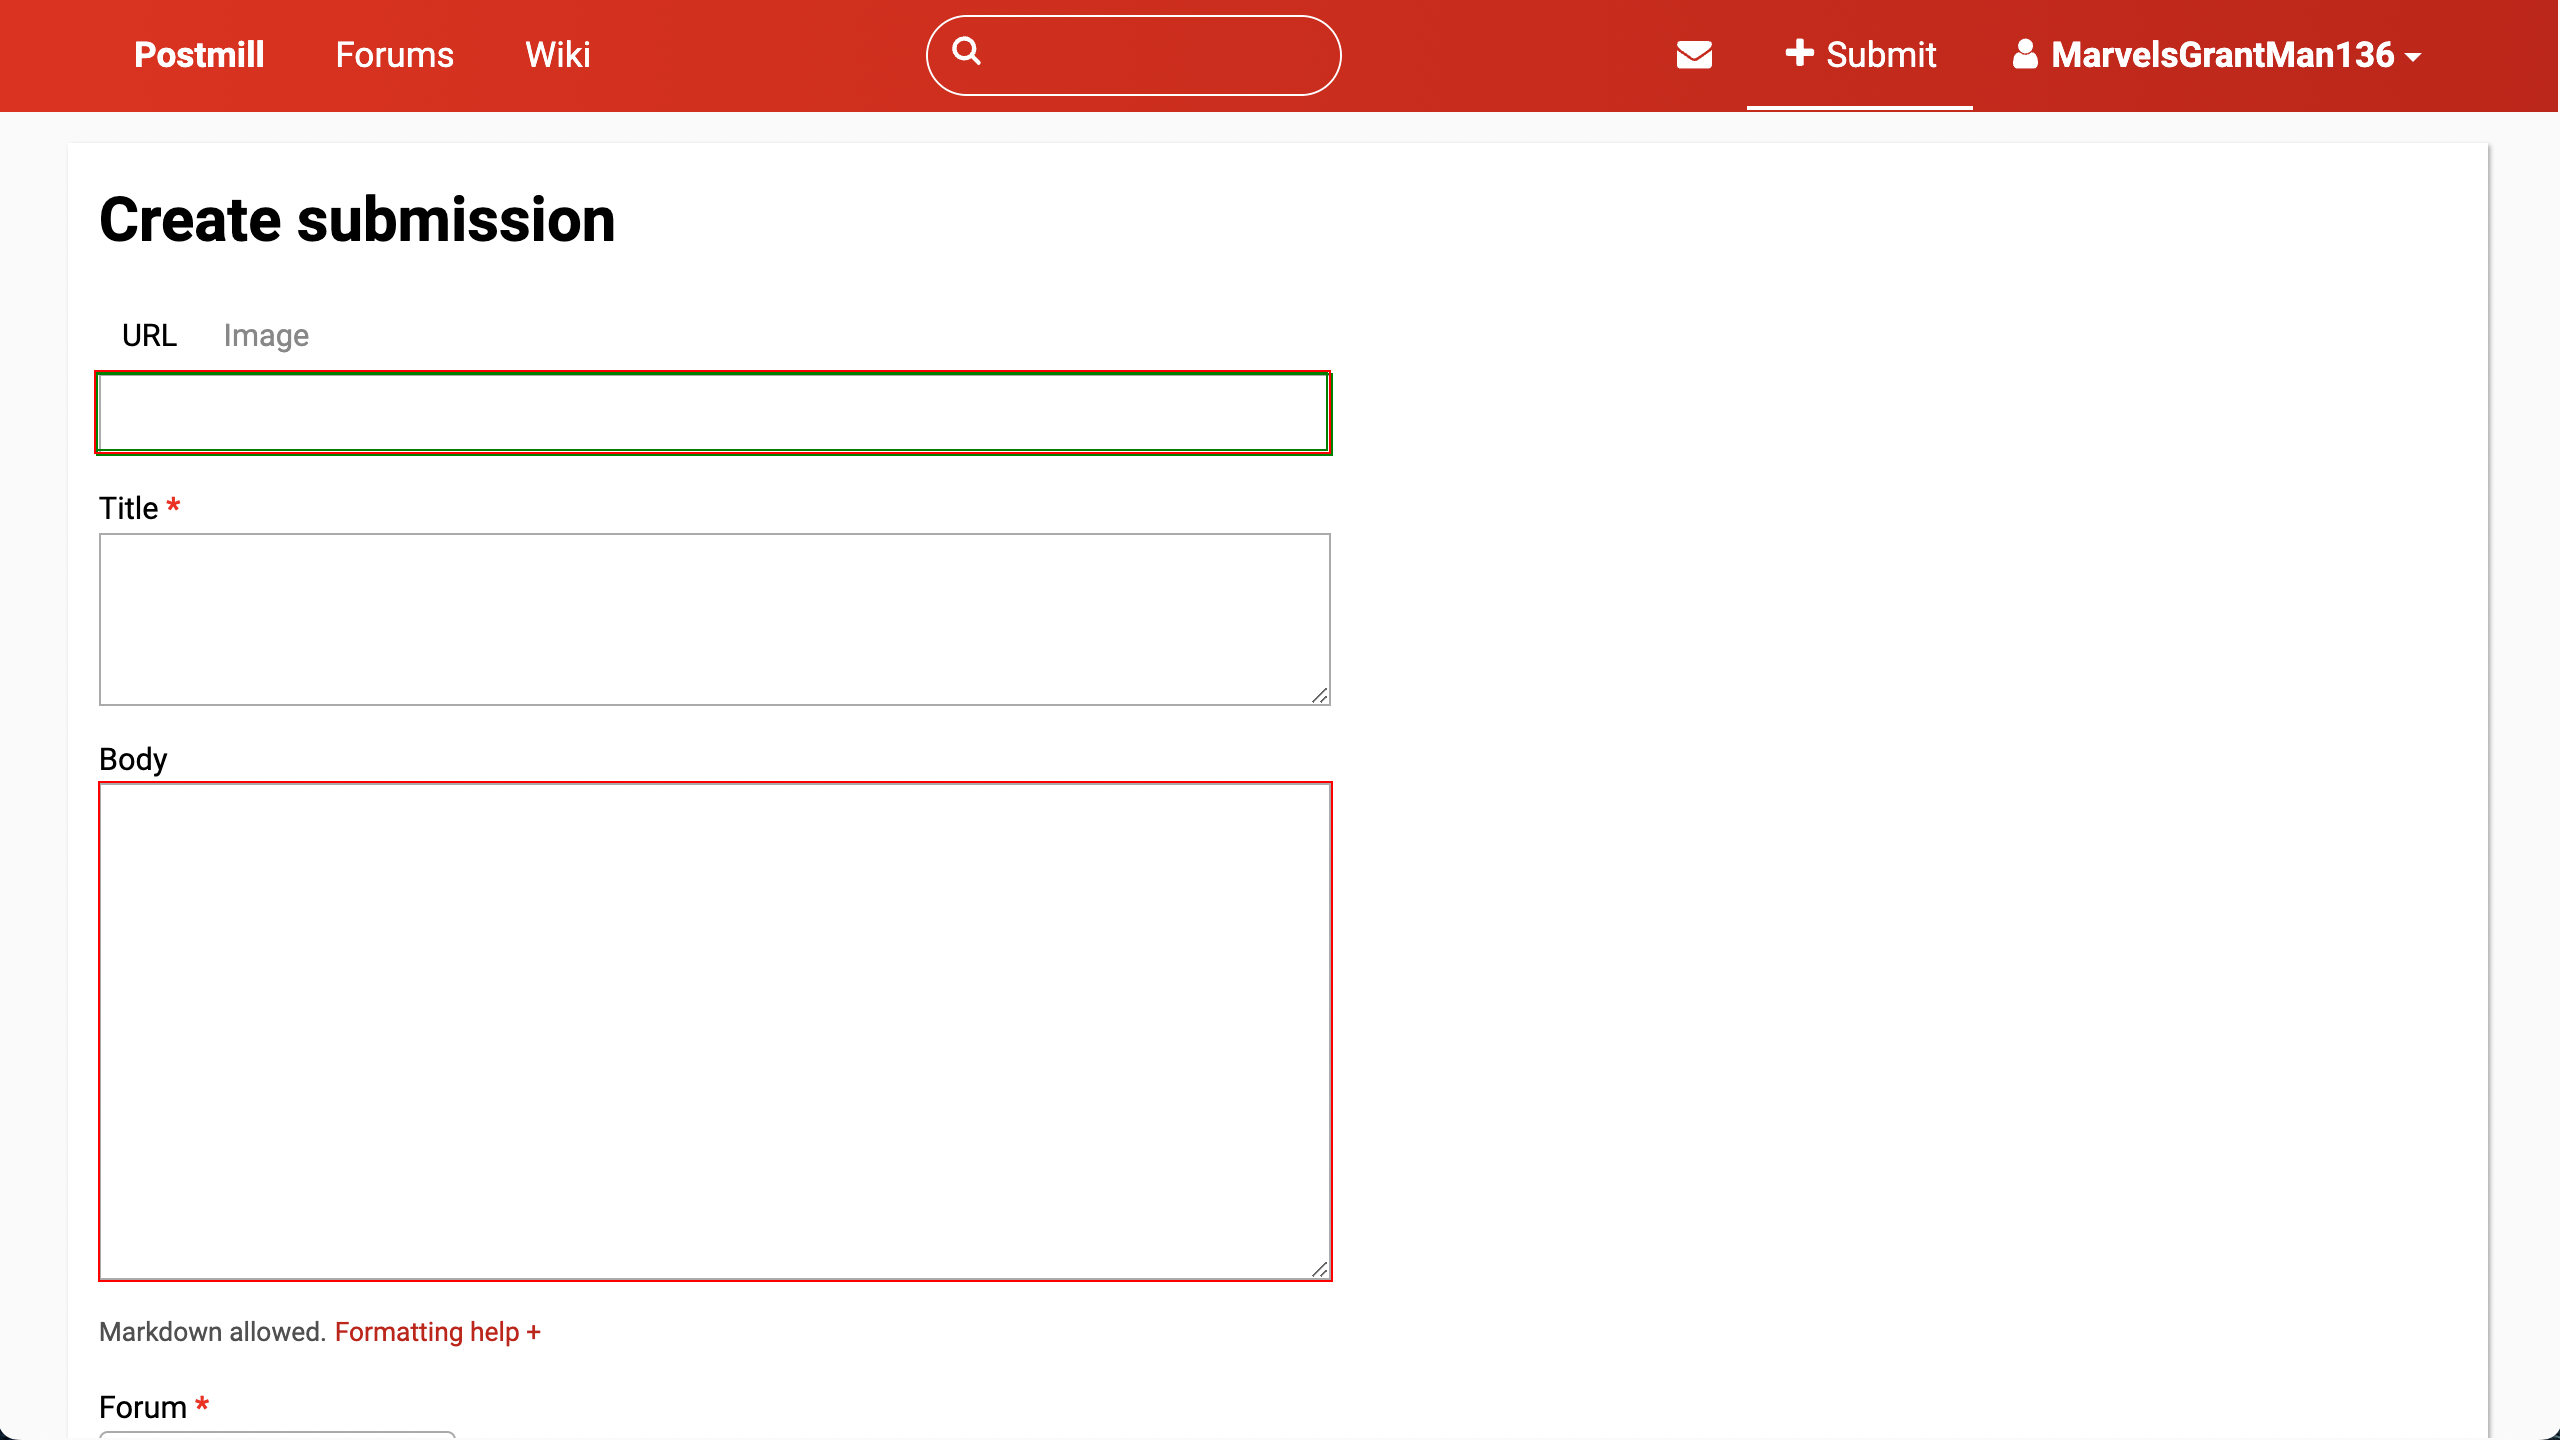 Postmill Forums Wiki Submit MarvelsGrantMan136
Create submission
URL Image
Title *
Body
Markdown allowed. Formatting help +
Forum *